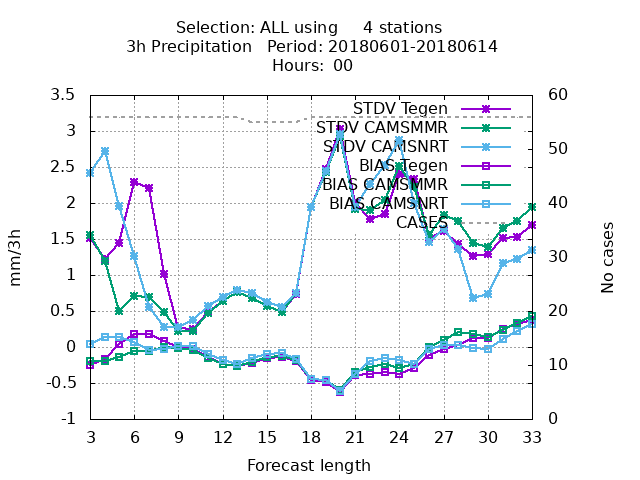 Selection: ALL using 4 stations
3h Precipitation Period: 20180601-20180614
Hours: 00
3.5
3
2.5
2
1.5
1
0.5
0
-0.5
-1
mm/3h
60
50
40
30
20
10
0
No cases
STDV Tegen
STDV CAMSMMR
STDV CAMSNRT
BIAS Tegen
BIAS CAMSMMR
BIAS CAMSNRT
CASES
3 6 9 12 15 18 21 24 27 30 33
Forecast length